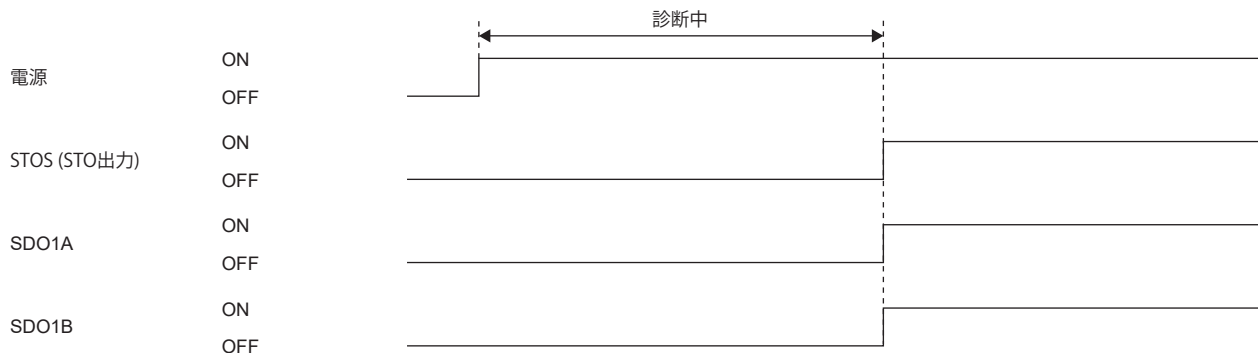 診断中
電源
ON
OFF
STOS (STO出力)
ON
OFF
SDO1A
ON
OFF
SDO1B
ON
OFF